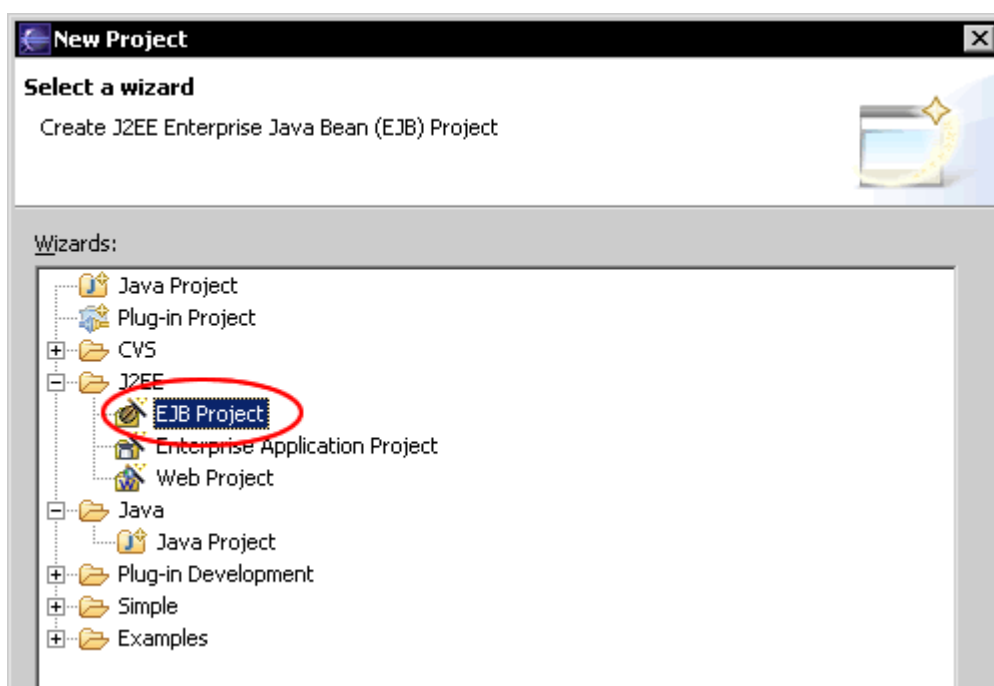 New Project
Select a wizard
Create J2EE Enterprise Java Bean (EJB) Project
Wizards:
Java Project
Plug-in Project
CVS
J2EE
EJB Project
Enterprise Application Project
Web Project
Java
Java Project
Plug-in Development
Simple
Examples